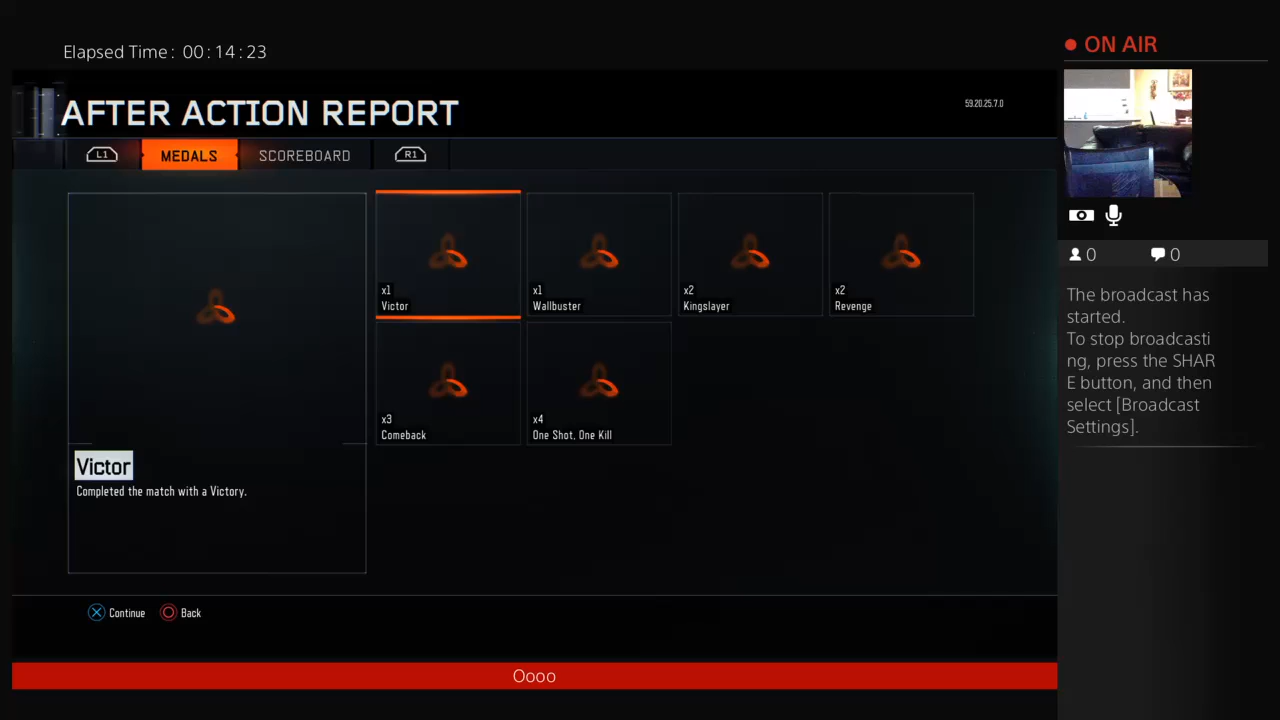 Elapsed Time: 00:14:23
ON AIR
AFTER ACTION REPORT
59.20.25.7.0
L1
MEDALS
SCOREBOARD
R1
x1
Victor
x1
Wallbuster
x2
Kingslayer
x2
Revenge
x3
Comeback
x4
One Shot, One Kill
Victor
Completed the match with a Victory.
Continue
Back
0
0
The broadcast has
started.
To stop broadcasti
ng, press the SHAR
E button, and then
select [Broadcast
Settings].
Oooo